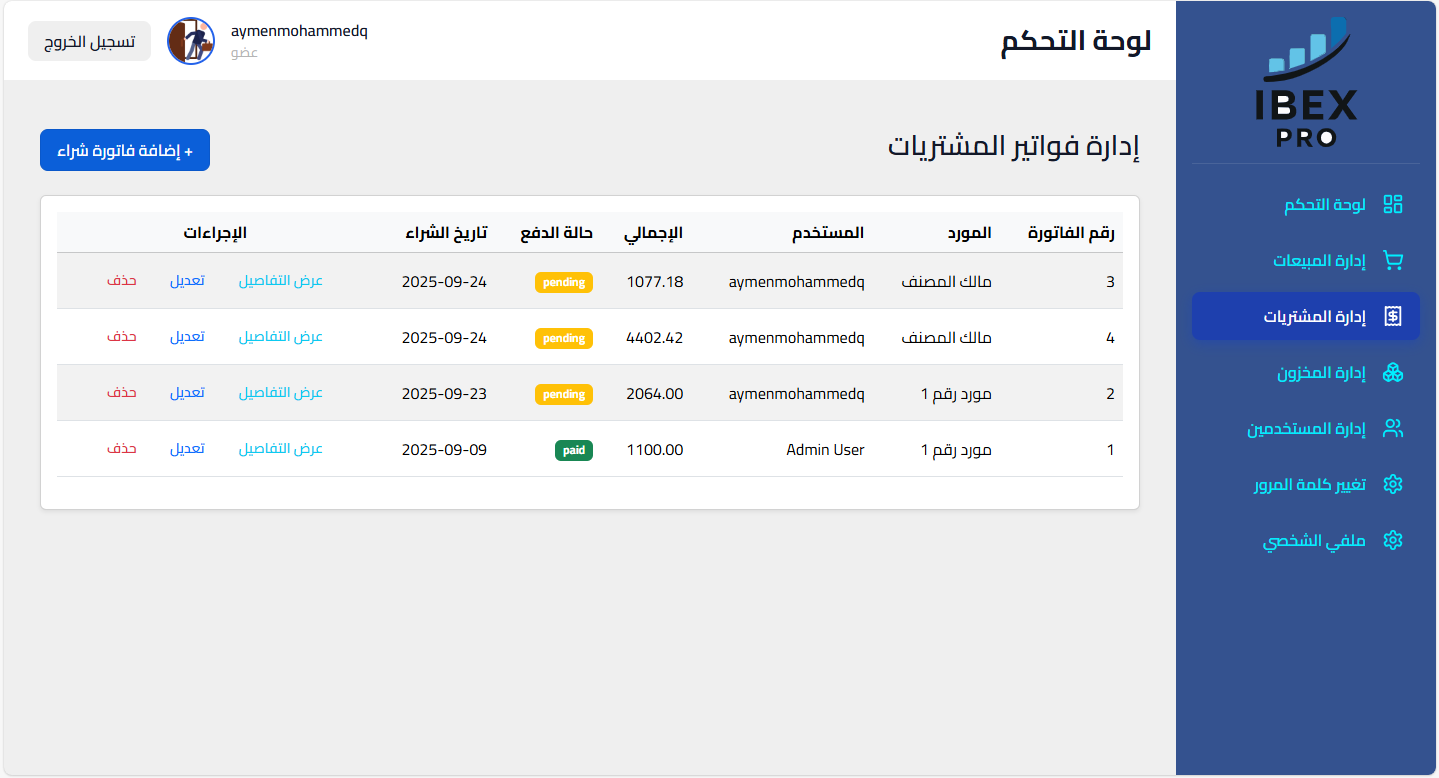 IBEX
PRO
لوحة التحكم
إدارة المبيعات
إدارة المشتريات
إدارة المخزون
إدارة المستخدمين
تغيير كلمة المرور
ملفي الشخصي
لوحة التحكم
aymenmohammedq
عضو
تسجيل الخروج
إدارة فواتير المشتريات
+ إضافة فاتورة شراء
رقم الفاتورة المورد المستخدم الإجمالي حالة الدفع تاريخ الشراء الإجراءات
3 مالك المصنف aymenmohammedq 1077.18 pending 2025-09-24 عرض التفاصيل تعديل حذف
4 مالك المصنف aymenmohammedq 4402.42 pending 2025-09-24 عرض التفاصيل تعديل حذف
2 مورد رقم 1 aymenmohammedq 2064.00 pending 2025-09-23 عرض التفاصيل تعديل حذف
1 مورد رقم 1 Admin User 1100.00 paid 2025-09-09 عرض التفاصيل تعديل حذف